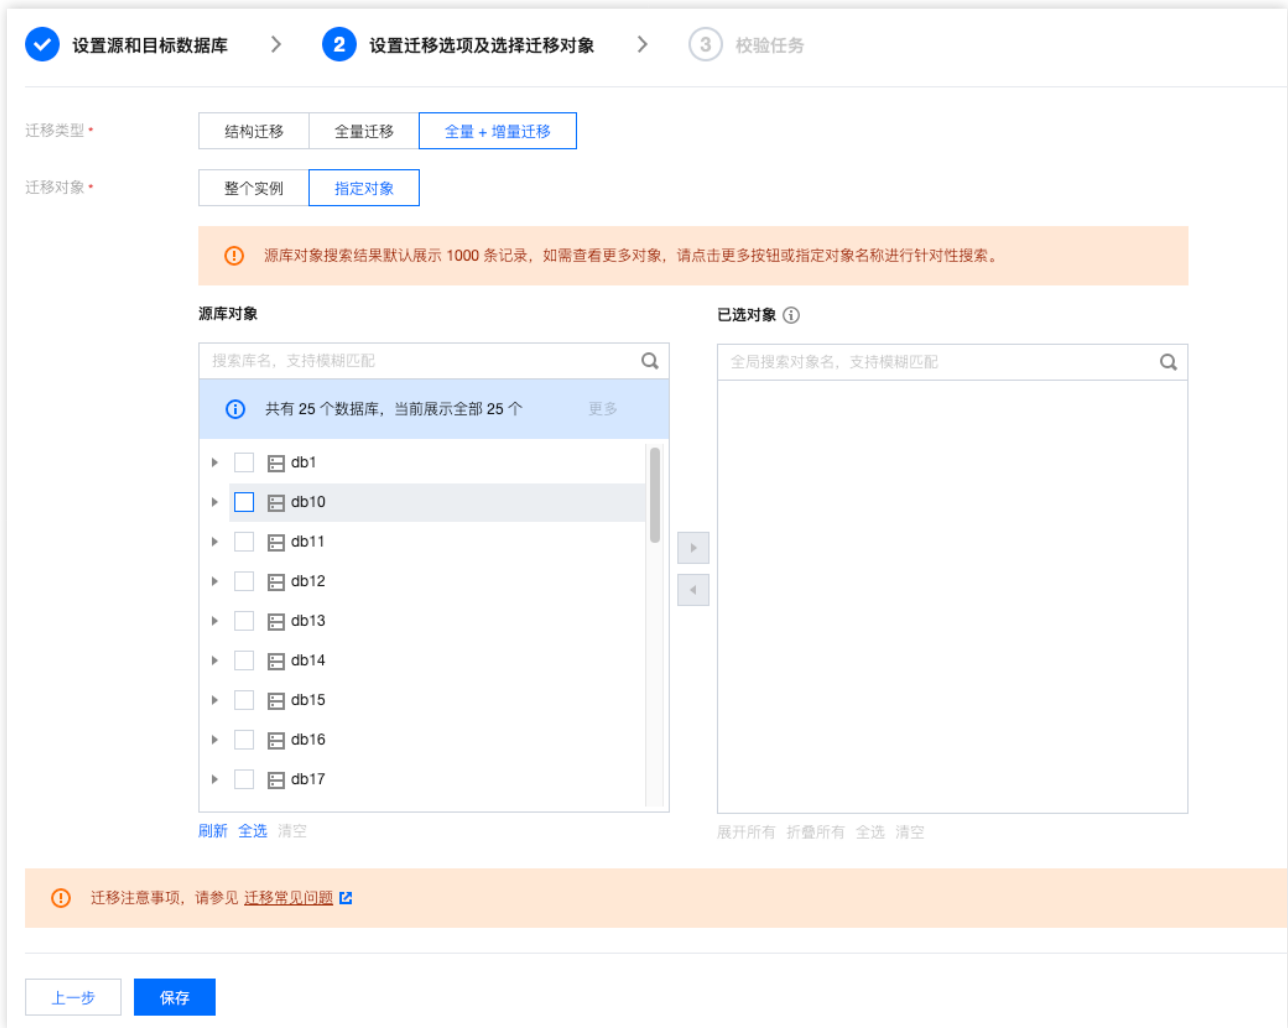 设置源和目标数据库 2 设置迁移选项及选择迁移对象 3 校验任务
迁移类型 * 结构迁移 全量迁移 全量 + 增量迁移
迁移对象 * 整个实例 指定对象
源库对象搜索结果默认展示 1000 条记录，如需查看更多对象，请点击更多按钮或指定对象名称进行针对性搜索。
源库对象 已选对象
搜索库名，支持模糊匹配 全局搜索对象名，支持模糊匹配
共有 25 个数据库，当前展示全部 25 个 更多
db1
db10
db11
db12
db13
db14
db15
db16
db17
刷新 全选 清空 展开所有 折叠所有 全选 清空
迁移注意事项，请参见 迁移常见问题
上一步 保存